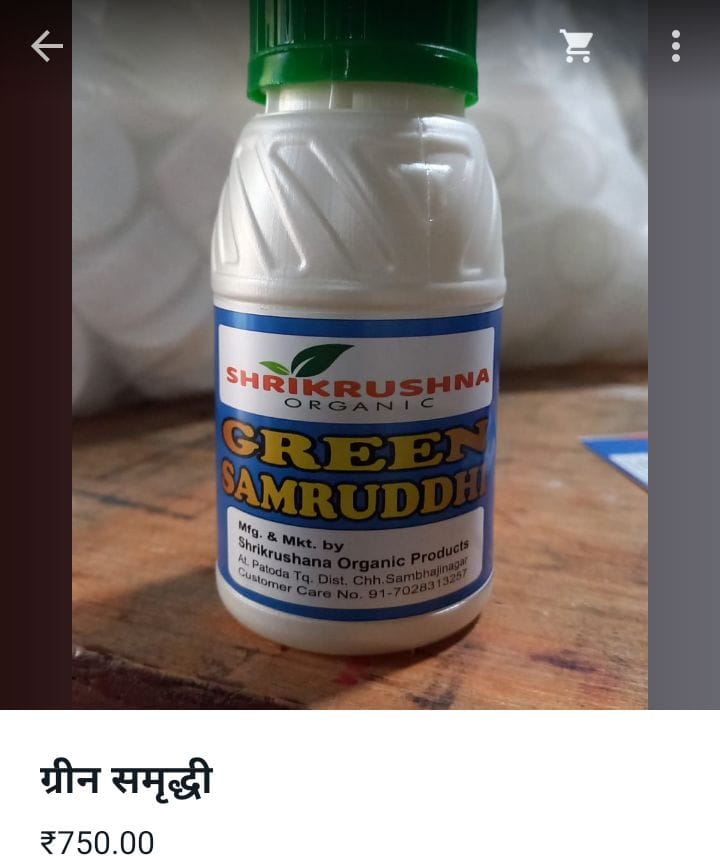 SHRIKRUSHNA
ORGANIC
GREEN
SAMRUDDHI
Mfg. & Mkt. by
Shrikrushana Organic Products
At. Patoda Tq. Dist. Chh.Sambhajinagar
Customer Care No. 91-7028313257
ग्रीन समृद्धी
₹750.00